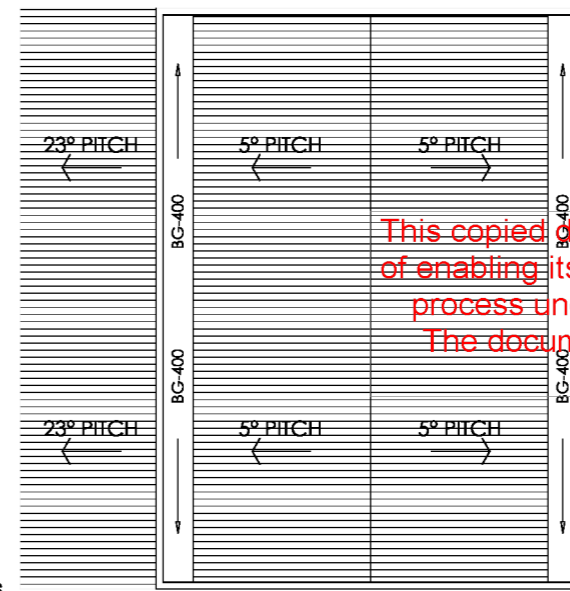 23° PITCH
5° PITCH
5° PITCH
BG-400
BG-400
This copied
of enabling its
process un
The docum
BG-400
BG-400
23° PITCH
5° PITCH
5° PITCH